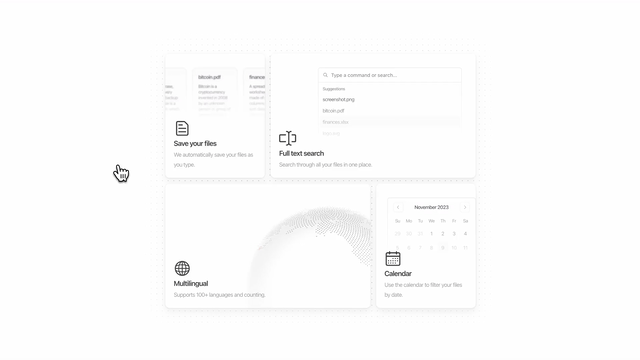 bitcoin.pdf
finance
Bitcoin is a
cryptocurrency
invented in 2008
Save your files
We automatically save your files as
you type.
Type a command or search...
Suggestions
screenshot.png
bitcoin.pdf
Full text search
Search through all your files in one place.
Multilingual
Supports 100+ languages and counting.
November 2023
Su Mo Tu We Th Fr Sa
29 30 31 1 2 3 4
5 6 7 8 9 10 11
Calendar
Use the calendar to filter your files
by date.